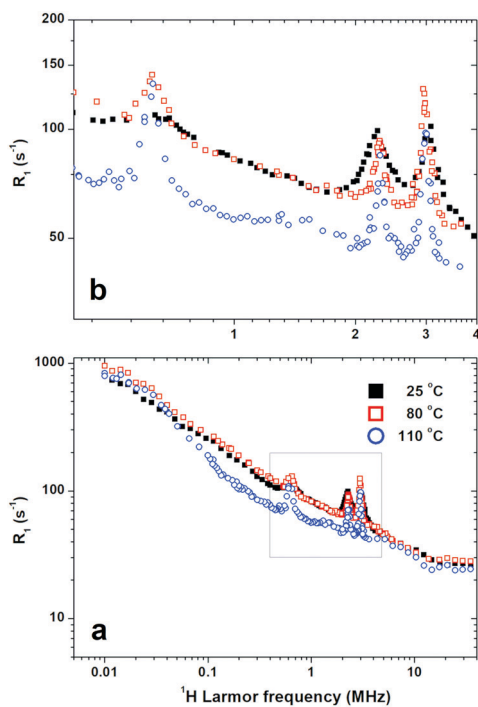 200
150
100
50
R1 (s-1)
b
1 2 3 4
1000
100
10
R1 (s-1)
25 °C
80 °C
110 °C
a
0.01 0.1 1 10
1H Larmor frequency (MHz)